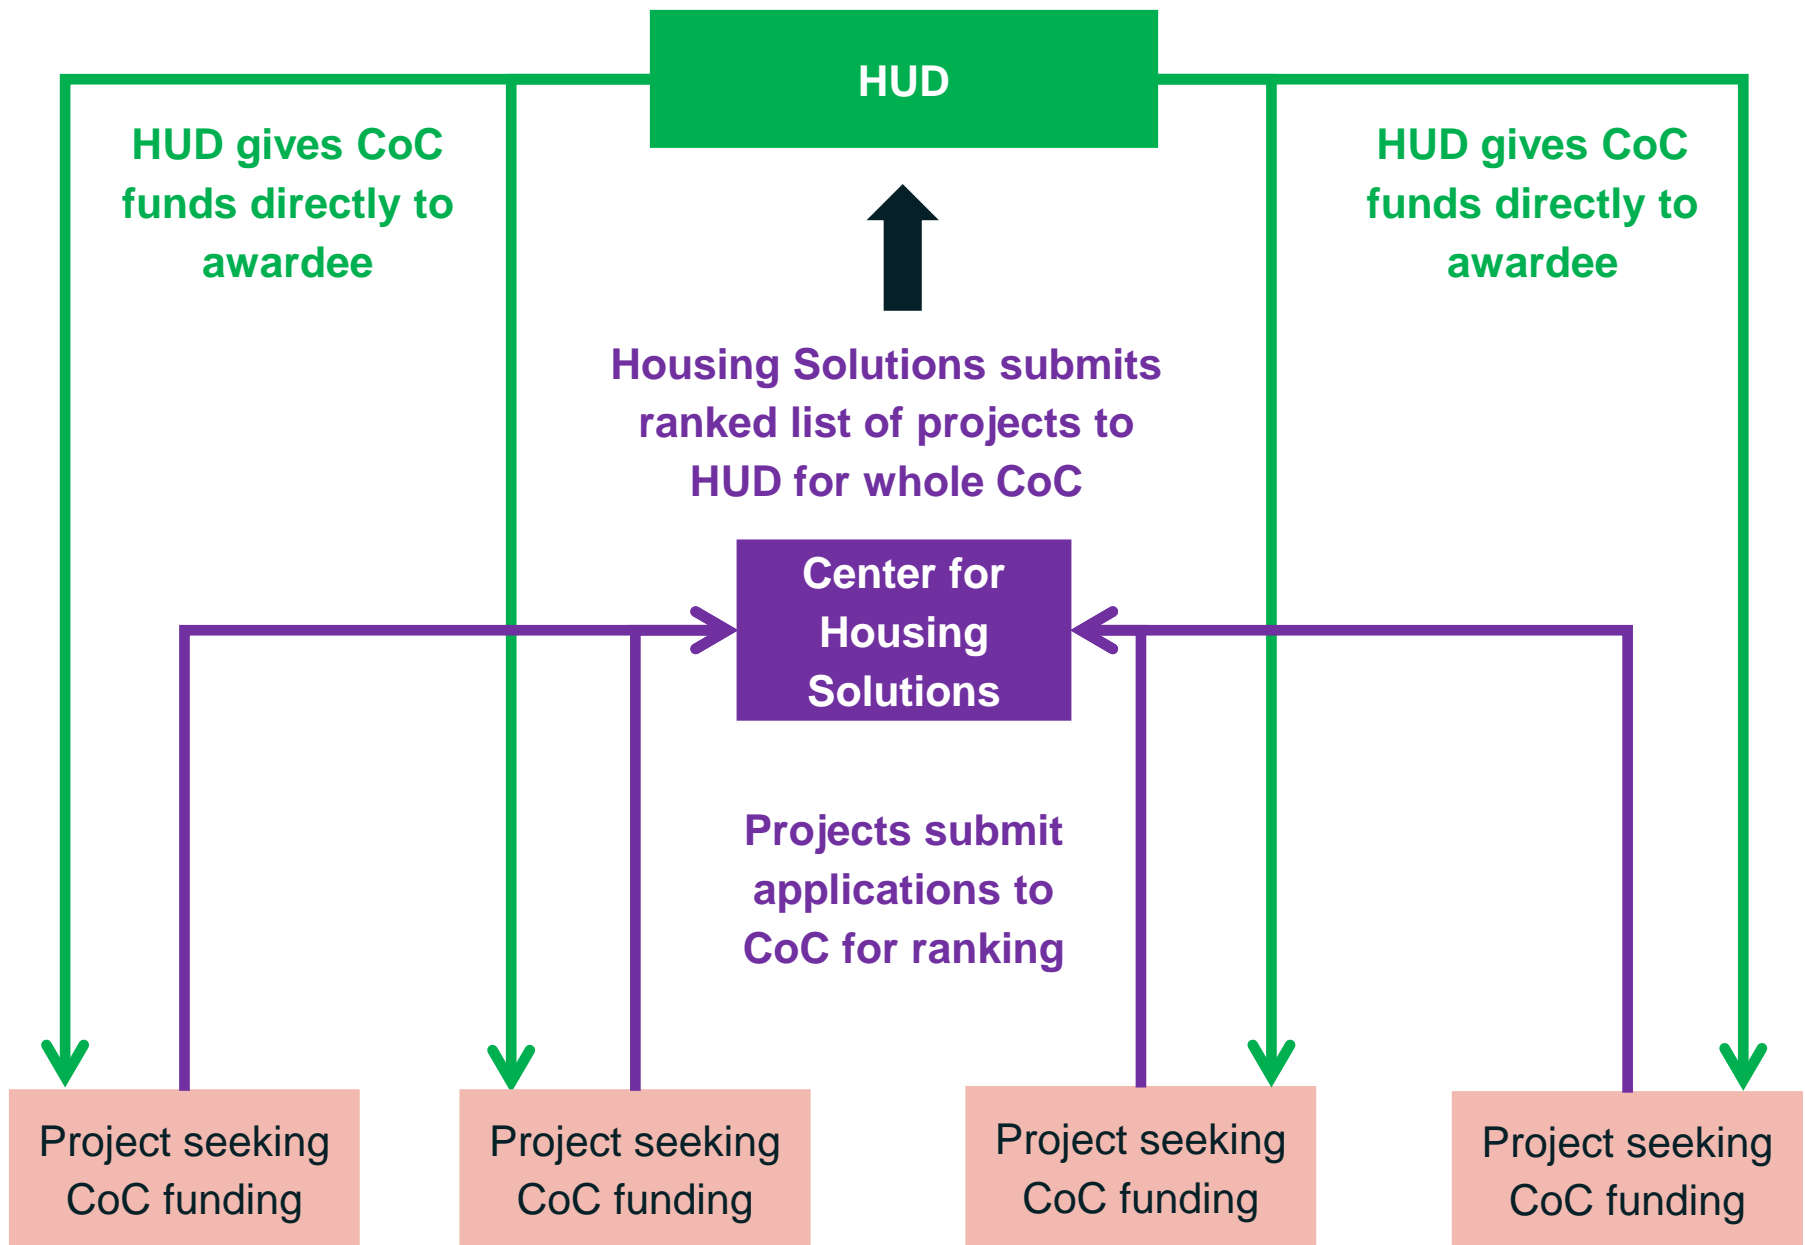 HUD
HUD gives CoC
funds directly to
awardee
HUD gives CoC
funds directly to
awardee
Housing Solutions submits
ranked list of projects to
HUD for whole CoC
Center for
Housing
Solutions
Projects submit
applications to
CoC for ranking
Project seeking
CoC funding
Project seeking
CoC funding
Project seeking
CoC funding
Project seeking
CoC funding